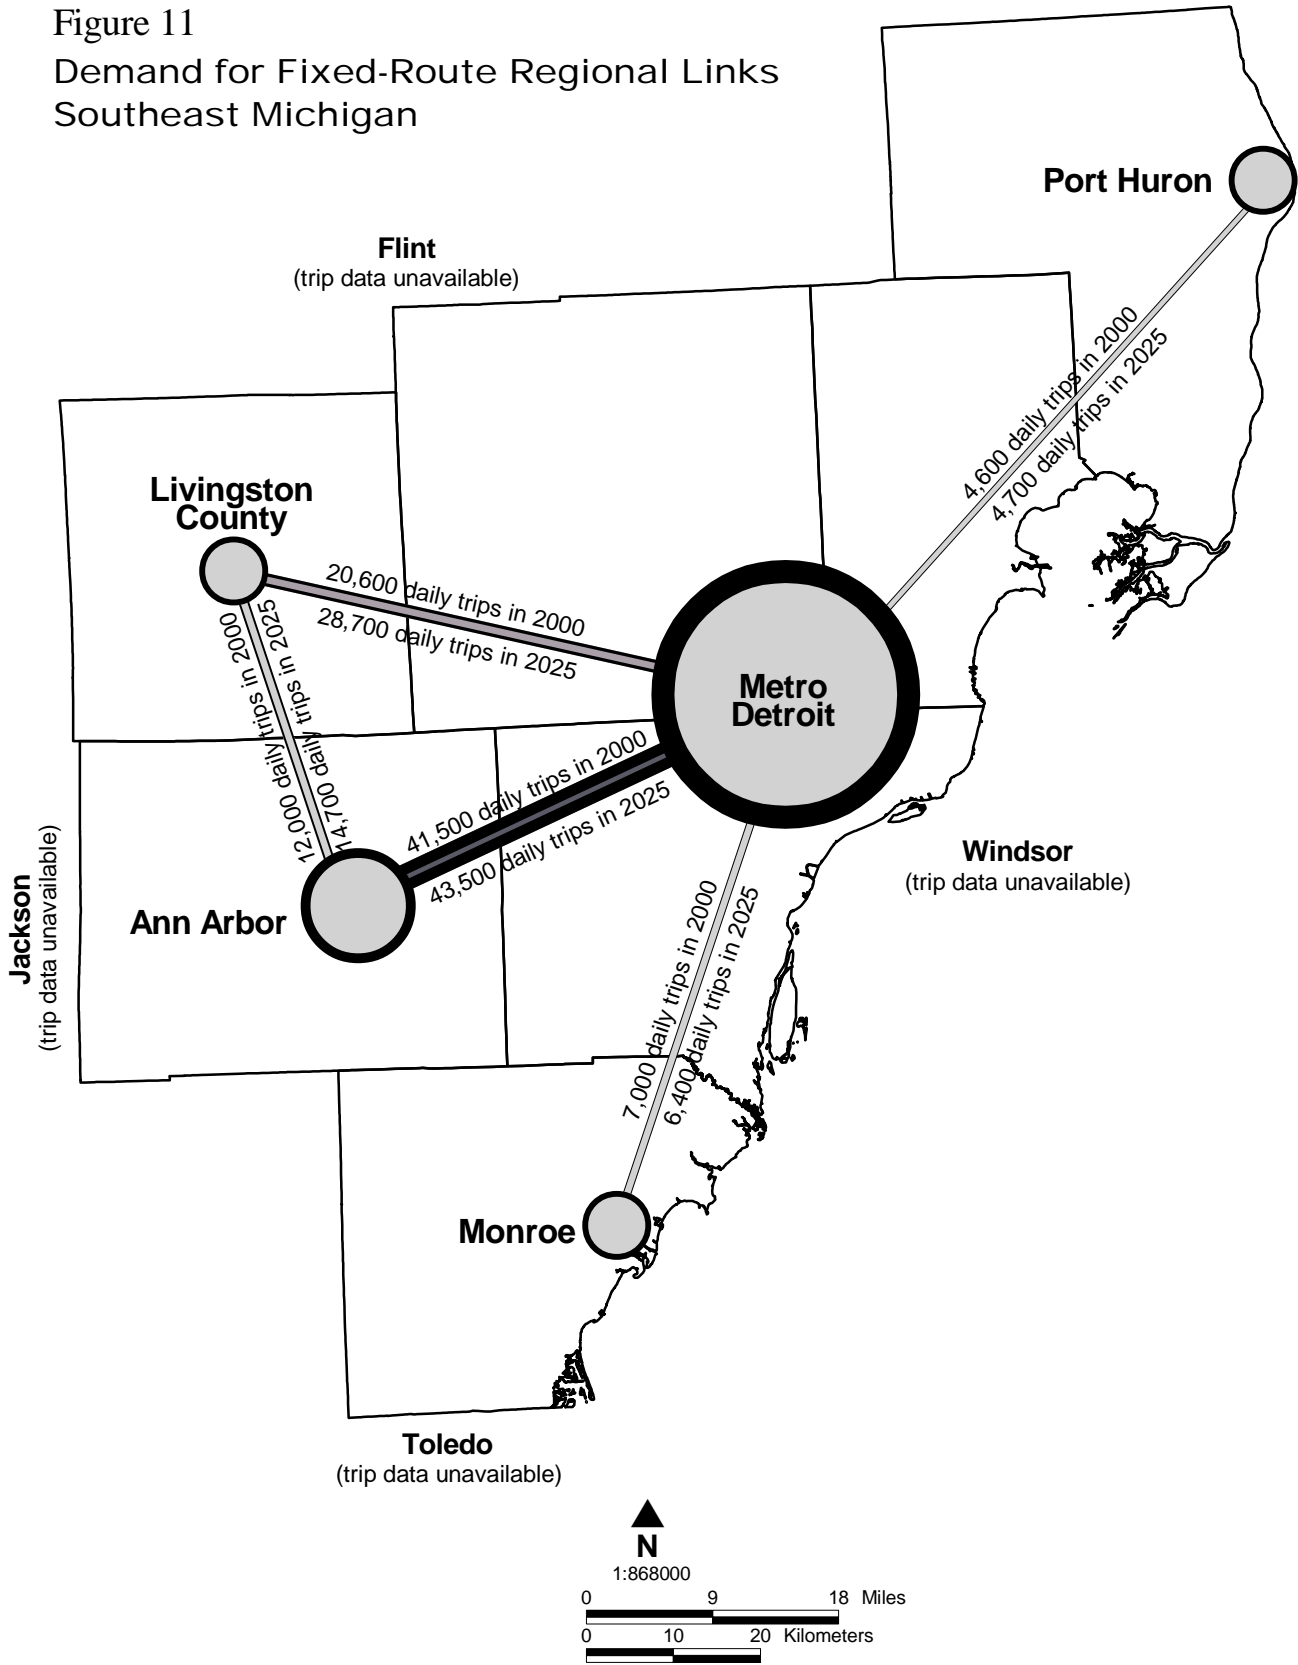 Figure 11
Demand for Fixed-Route Regional Links
Southeast Michigan
Port Huron
Flint
(trip data unavailable)
4,600 daily trips in 2000
4,700 daily trips in 2025
Livingston
County
20,600 daily trips in 2000
28,700 daily trips in 2025
12,000 daily trips in 2000
14,700 daily trips in 2025
Metro
Detroit
41,500 daily trips in 2000
43,500 daily trips in 2025
Windsor
(trip data unavailable)
Jackson
(trip data unavailable)
Ann Arbor
7,000 daily trips in 2000
6,400 daily trips in 2025
Monroe
Toledo
(trip data unavailable)
N
1:868000
0 9 18 Miles
0 10 20 Kilometers